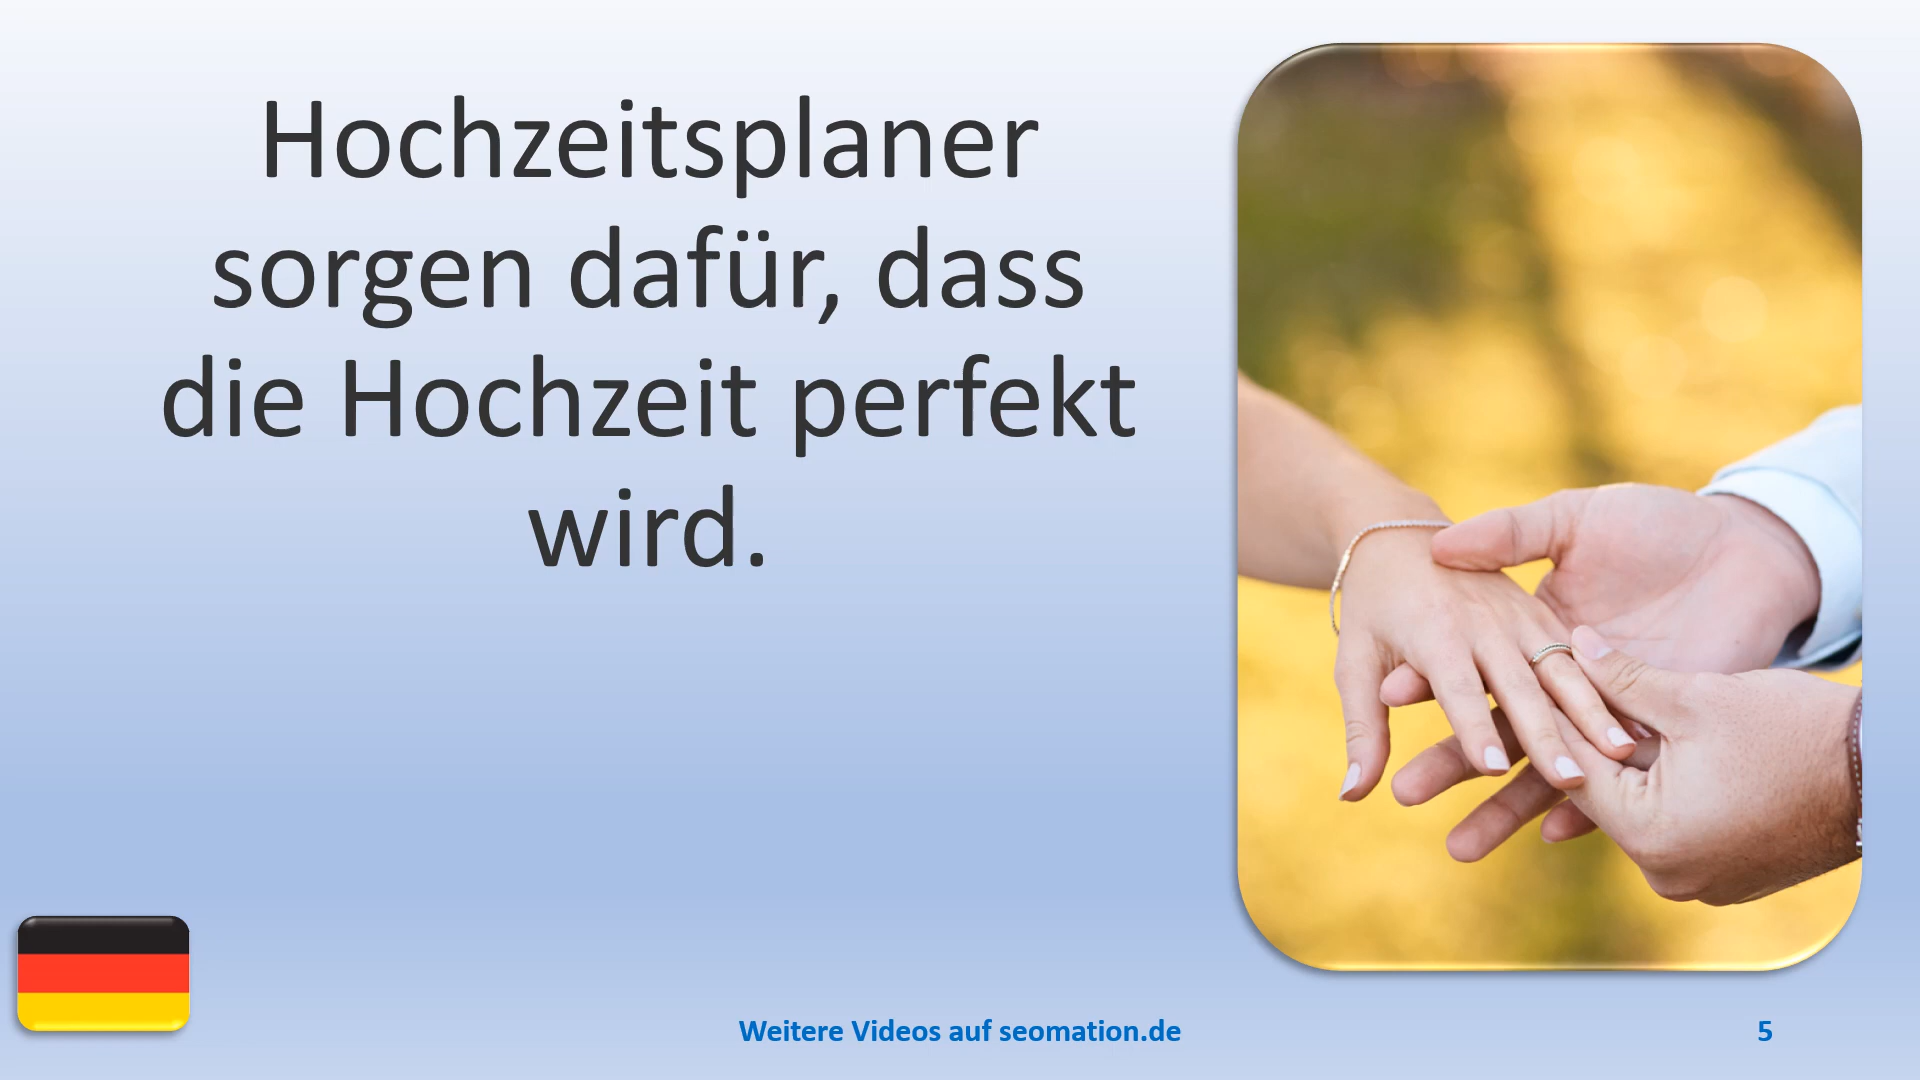 Hochzeitsplaner
sorgen dafür, dass
die Hochzeit perfekt
wird.
Weitere Videos auf seomation.de
5